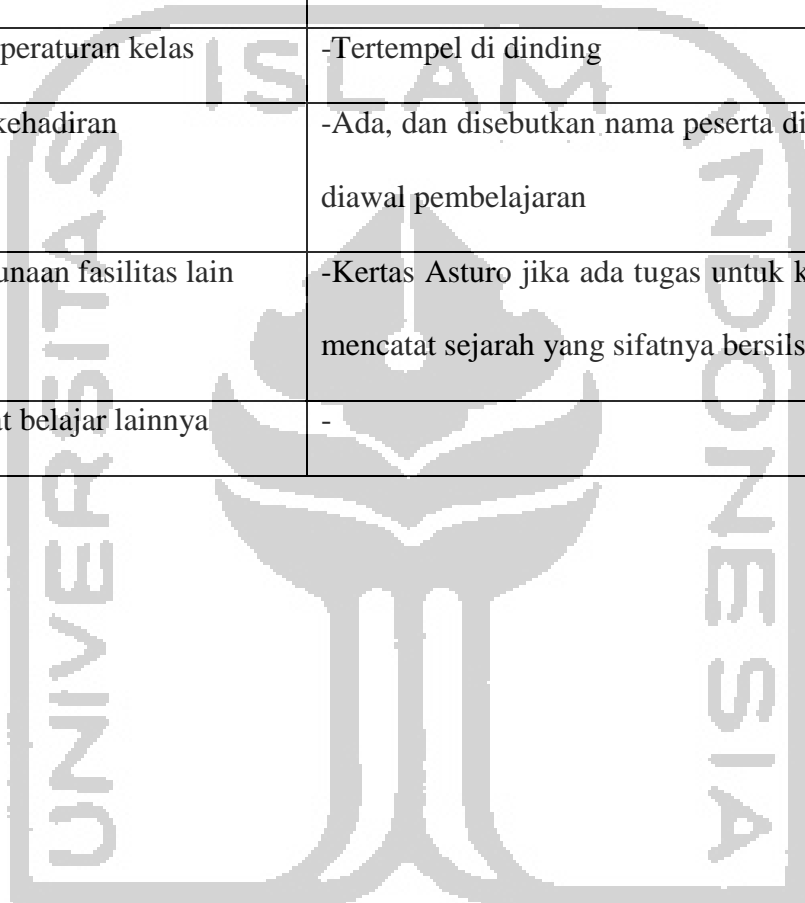 peraturan kelas -Tertempel di dinding
kehadiran -Ada, dan disebutkan nama peserta di
diawal pembelajaran
unaan fasilitas lain -Kertas Asturo jika ada tugas untuk k
mencatat sejarah yang sifatnya bersils
t belajar lainnya -
UNIVERSITAS ISLAM INDONESIA